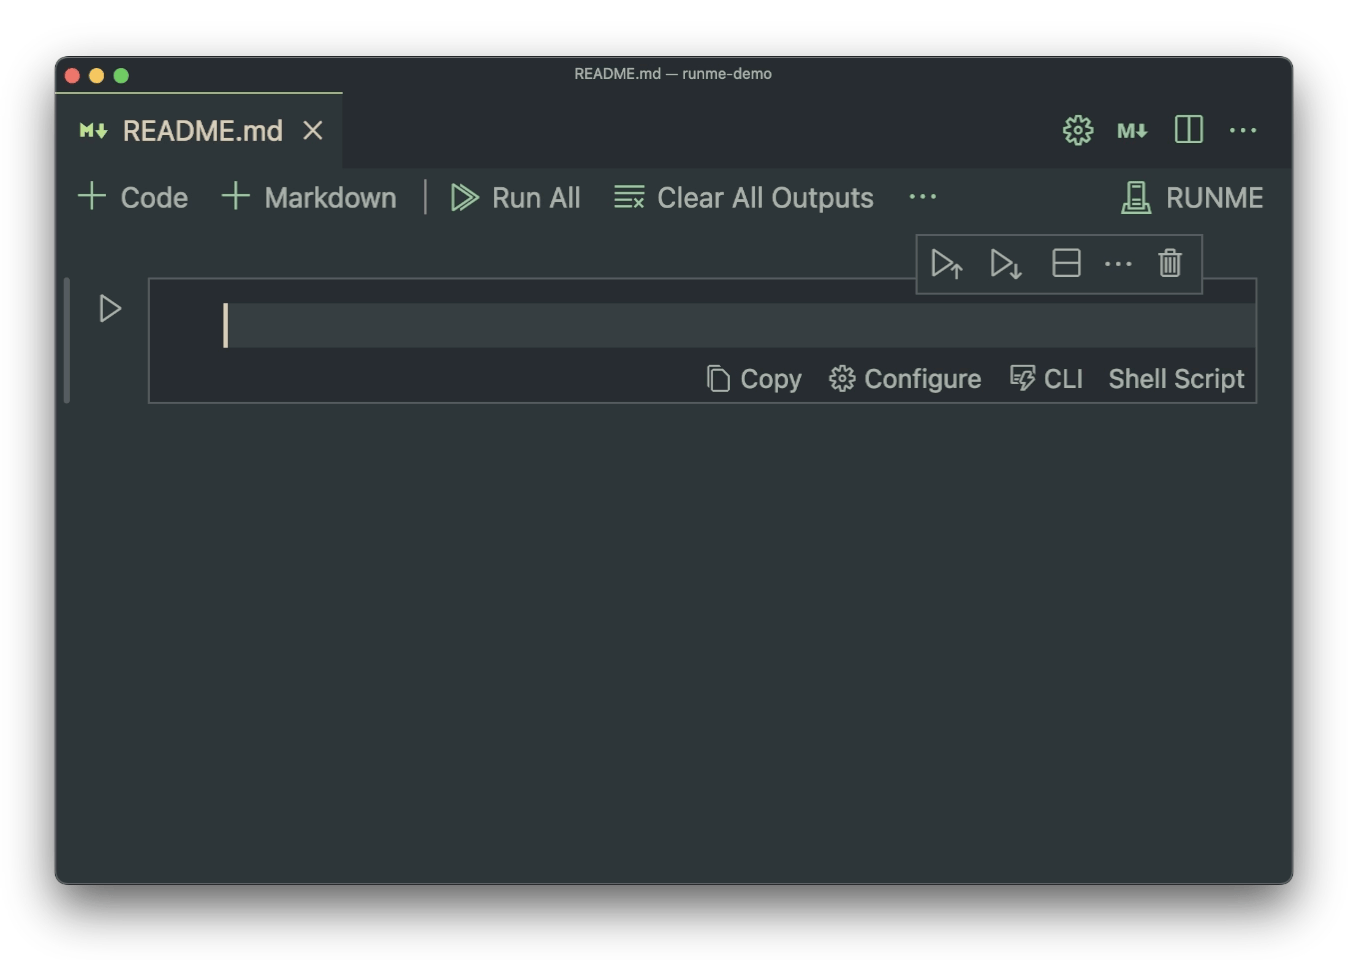 README.md — runme-demo
README.md
M
Code Markdown Run All Clear All Outputs ... RUNME
...
Copy Configure CLI Shell Script